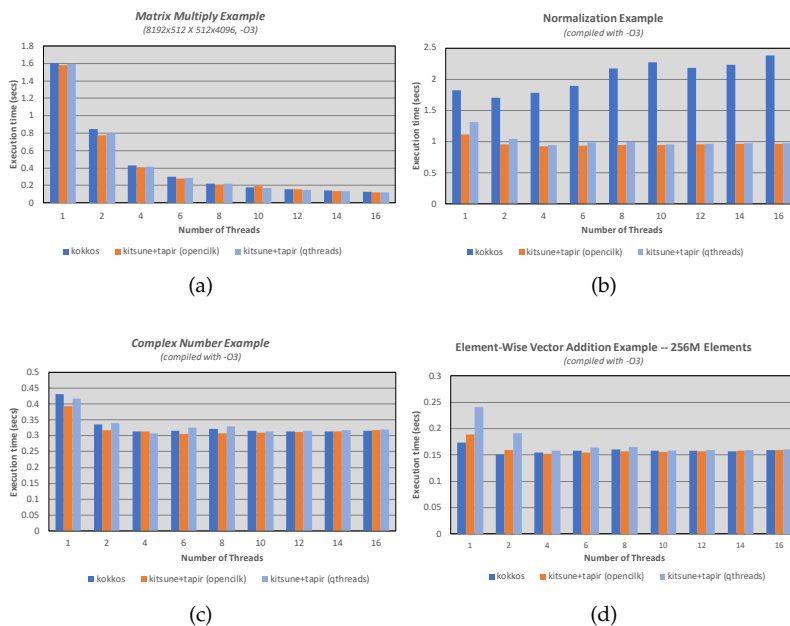 Matrix Multiply Example
(8192x512 X 512x4096, -O3)
Execution time (secs)
1.8
1.6
1.4
1.2
1
0.8
0.6
0.4
0.2
0
1 2 4 6 8 10 12 14 16
Number of Threads
kokkos kitsune+tapir (opencilk) kitsune+tapir (qthreads)
(a)
Normalization Example
(compiled with -O3)
Execution time (secs)
2.5
2
1.5
1
0.5
0
1 2 4 6 8 10 12 14 16
Number of Threads
kokkos kitsune+tapir (opencilk) kitsune+tapir (qthreads)
(b)
Complex Number Example
(compiled with -O3)
Execution time (secs)
0.5
0.45
0.4
0.35
0.3
0.25
0.2
0.15
0.1
0.05
0
1 2 4 6 8 10 12 14 16
Number of Threads
kokkos kitsune+tapir (opencilk) kitsune+tapir (qthreads)
(c)
Element-Wise Vector Addition Example -- 256M Elements
(compiled with -O3)
Execution time (secs)
0.3
0.25
0.2
0.15
0.1
0.05
0
1 2 4 6 8 10 12 14 16
Number of Threads
kokkos kitsune+tapir (opencilk) kitsune+tapir (qthreads)
(d)